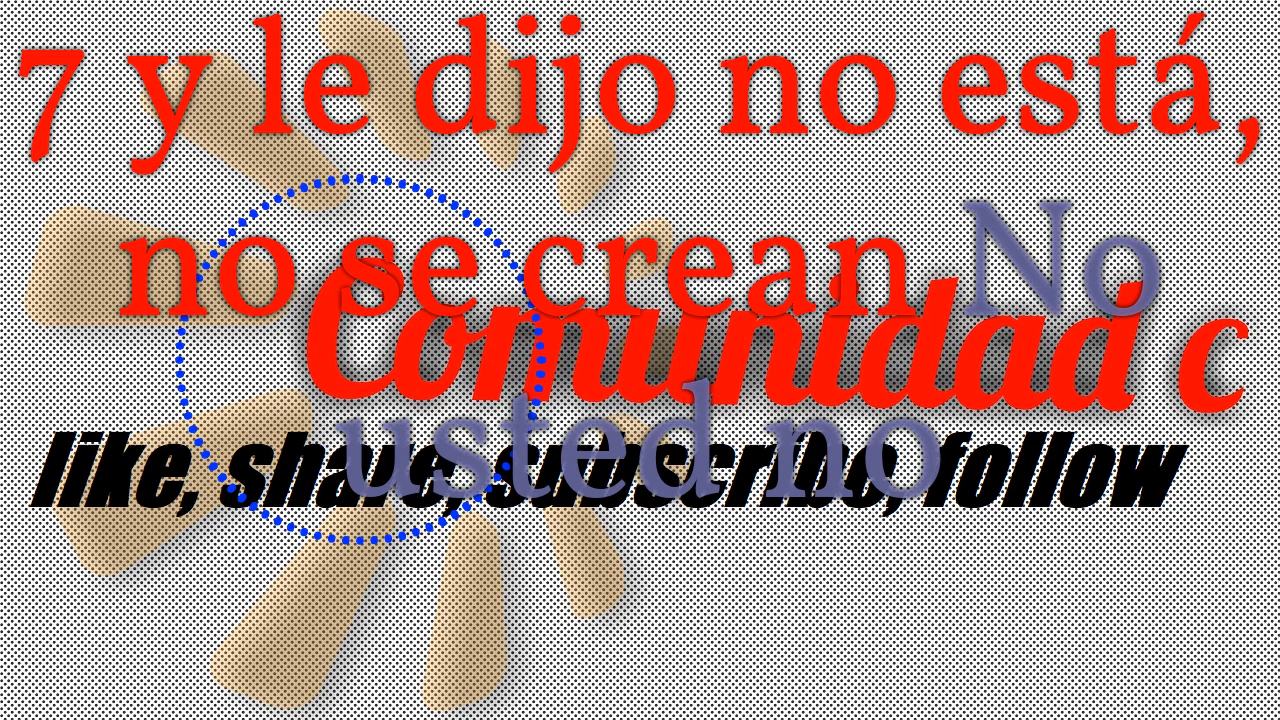 7 y le dijo no está,
no se crean No
Comunidad c
usted no
like, share, subscribe, follow